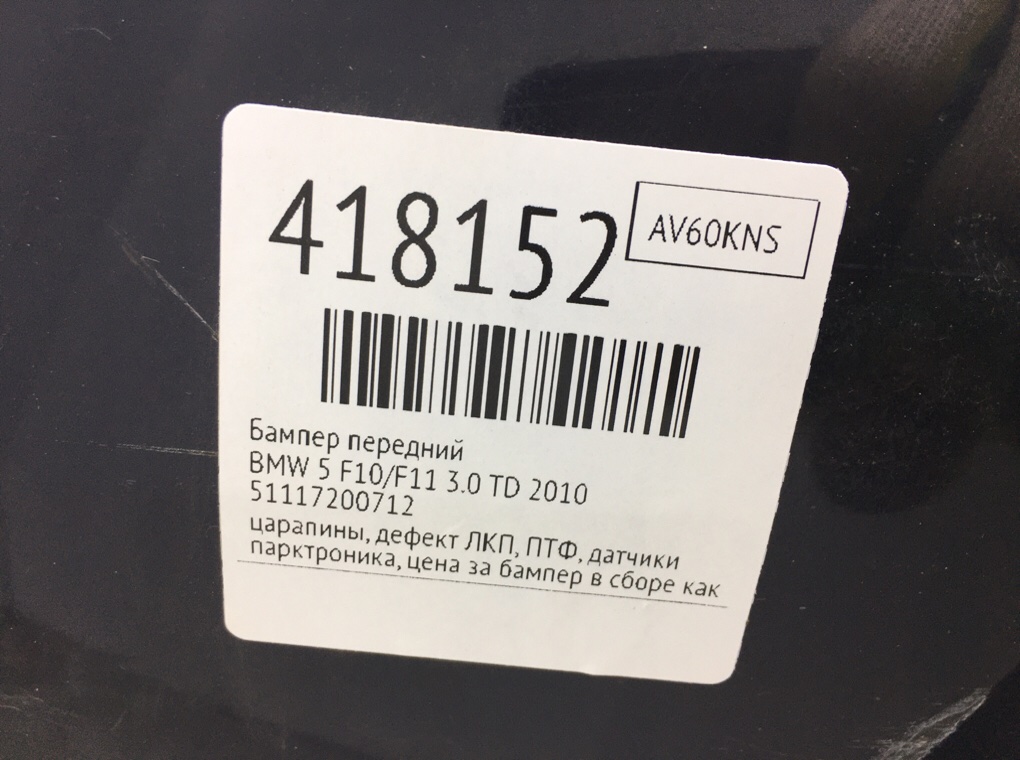 418152
AV60KNS
Бампер передний
BMW 5 F10/F11 3.0 TD 2010
51117200712
царапины, дефект ЛКП, ПТФ, датчики
парктроника, цена за бампер в сборе как